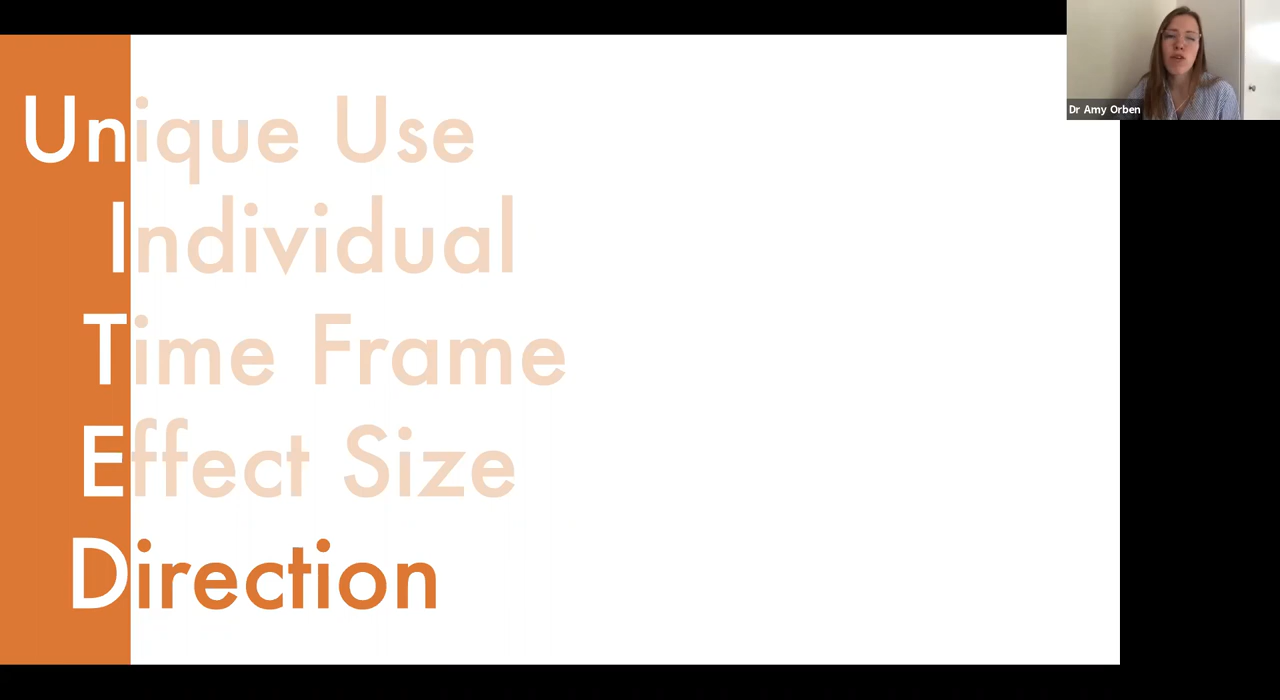 Unique Use
Individual
Time Frame
Effect Size
Direction
Dr Amy Orben